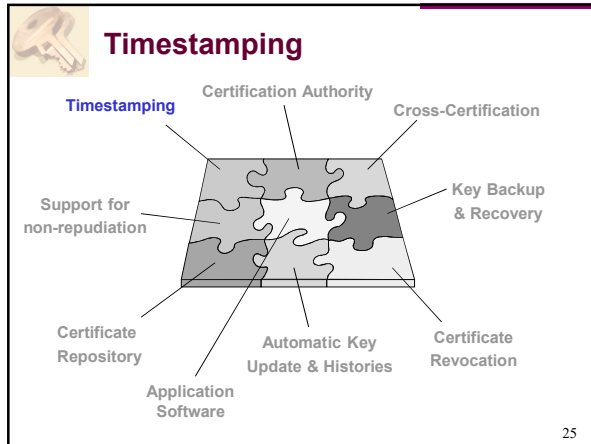 Timestamping
Certification Authority
Timestamping
Cross-Certification
Key Backup
& Recovery
Support for
non-repudiation
Certificate
Repository
Automatic Key
Update & Histories
Certificate
Revocation
Application
Software
25